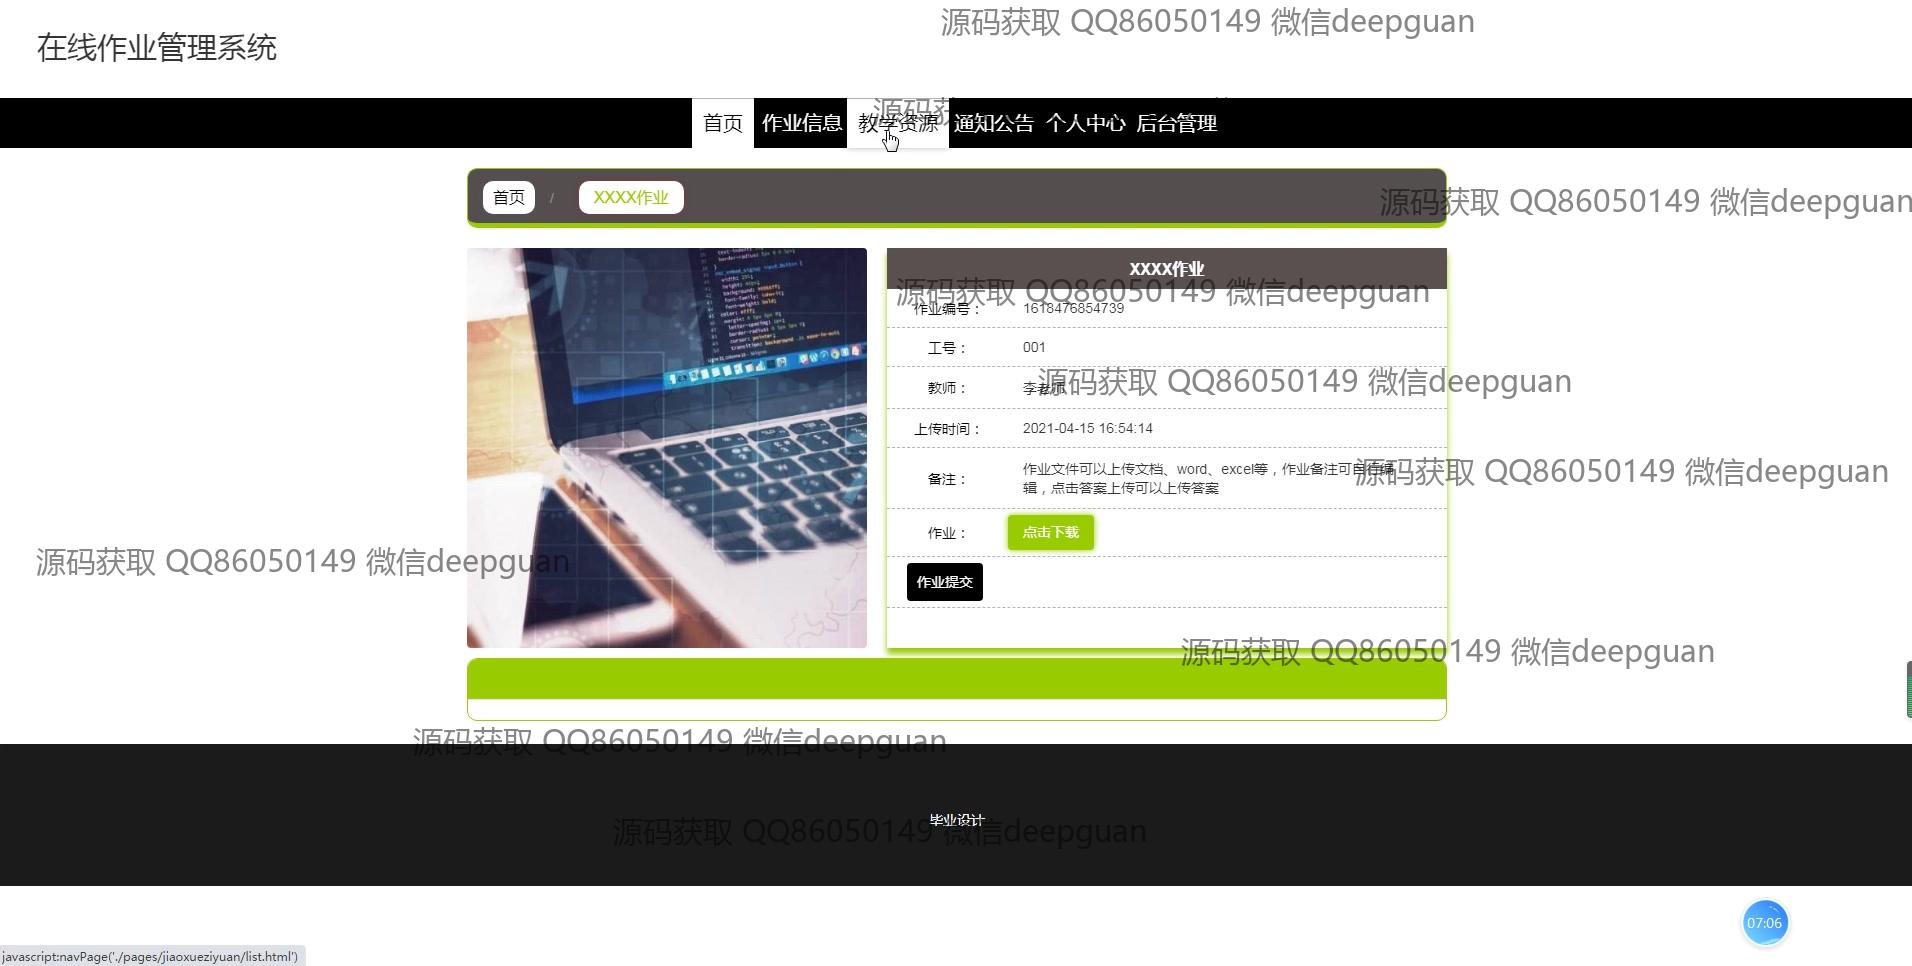 源码获取 QQ86050149 微信deepguan
在线作业管理系统
首页 作业信息 教学资源 通知公告 个人中心 后台管理
首页 / XXXX作业
源码获取 QQ86050149 微信deepguan
XXXX作业
源码获取 QQ86050149 微信deepguan
作业编号： 1618476854739
工号： 001
教师： 李老师
源码获取 QQ86050149 微信deepguan
上传时间： 2021-04-15 16:54:14
备注： 作业文件可以上传文档、word、excel等，作业备注可自行编
辑，点击答案上传可以上传答案
源码获取 QQ86050149 微信deepguan
作业： 点击下载
源码获取 QQ86050149 微信deepguan
作业提交
源码获取 QQ86050149 微信deepguan
源码获取 QQ86050149 微信deepguan
毕业设计
源码获取 QQ86050149 微信deepguan
07:06
javascript:navPage('./pages/jiaoxueziyuan/list.html')